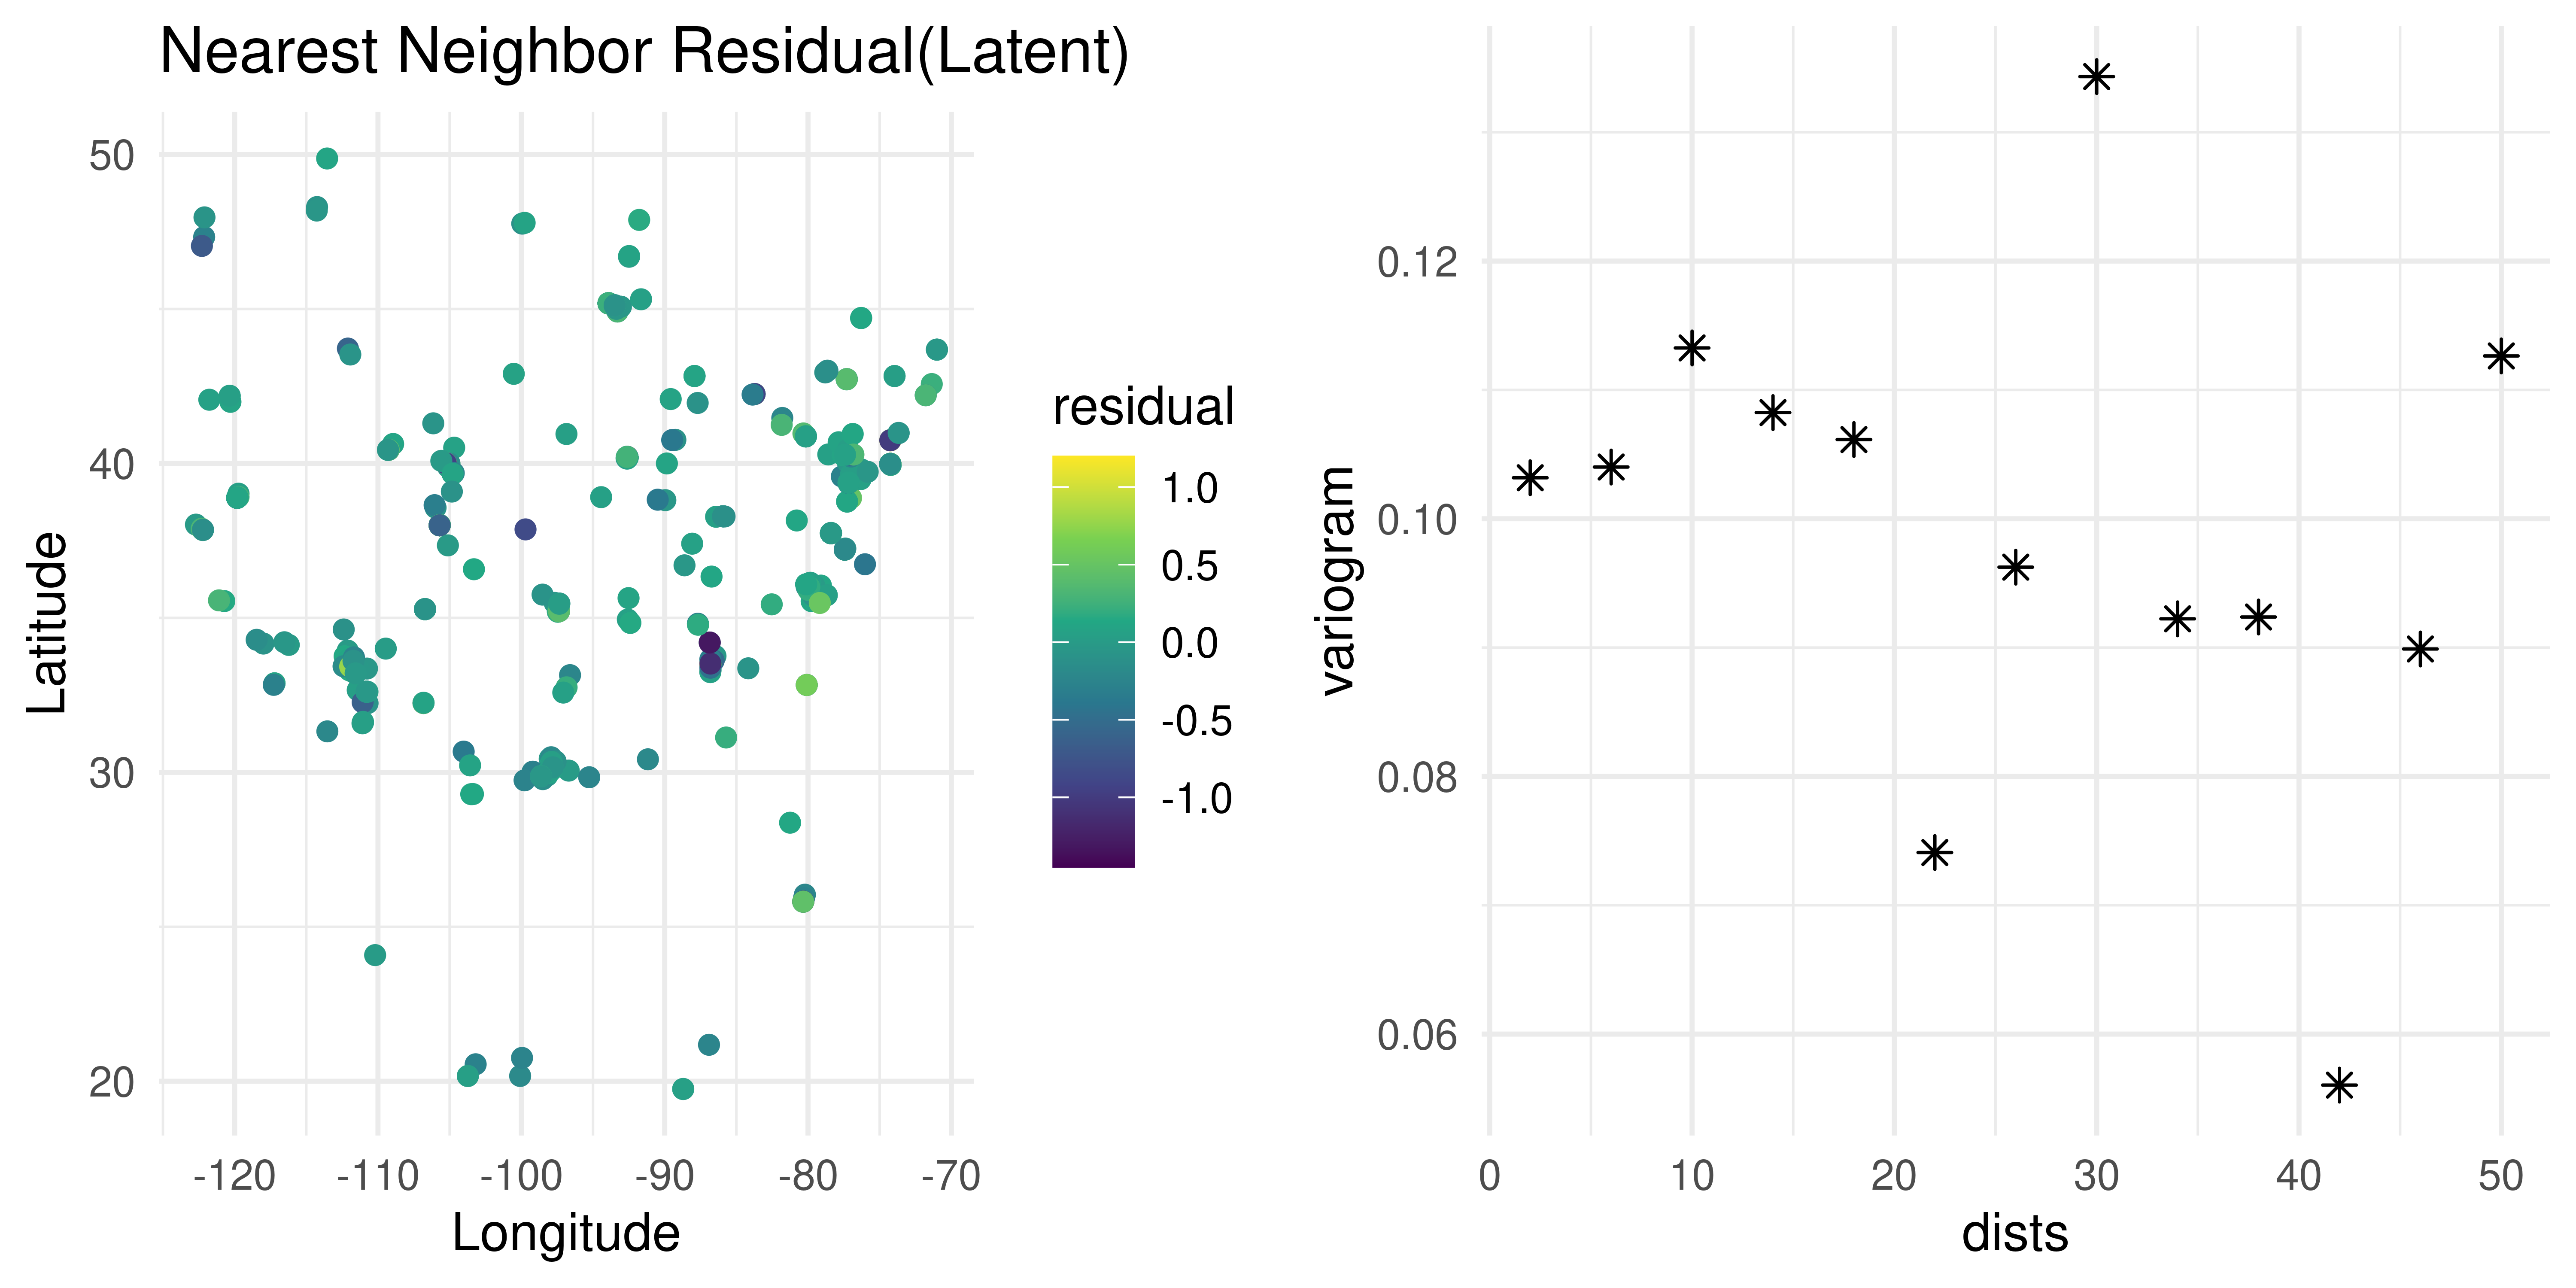 Nearest Neighbor Residual(Latent)
50
40
30
20
-120 -110 -100 -90 -80 -70
Longitude
Latitude
residual
1.0
0.5
0.0
-0.5
-1.0
0.12
0.10
0.08
0.06
0 10 20 30 40 50
dists
variogram